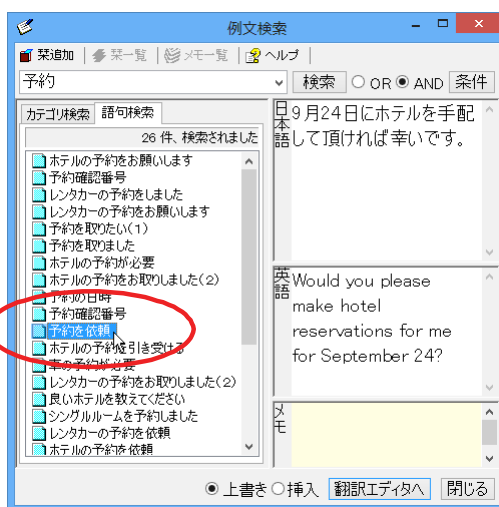 例文検索
栞追加 栞一覧 メモ一覧 ヘルプ
予約 検索 OR AND 条件
カテゴリ検索 語句検索
26 件、検索されました
ホテルの予約をお願いします
予約確認番号
レンタカーの予約をしました
レンタカーの予約をお願いします
予約を取りたい(1)
予約を取りました
ホテルの予約が必要
ホテルの予約をお取りしました(2)
予約の日時
予約確認番号
予約を依頼
ホテルの予約を引き受ける
車の予約が必要
レンタカーの予約をお取りしました(2)
良いホテルを教えてください
シングルルームを予約しました
レンタカーの予約を依頼
ホテルの予約を依頼
日本語
9月24日にホテルを手配
して頂ければ幸いです。
英語
Would you please
make hotel
reservations for me
for September 24?
メモ
上書き 挿入 翻訳エディタへ 閉じる